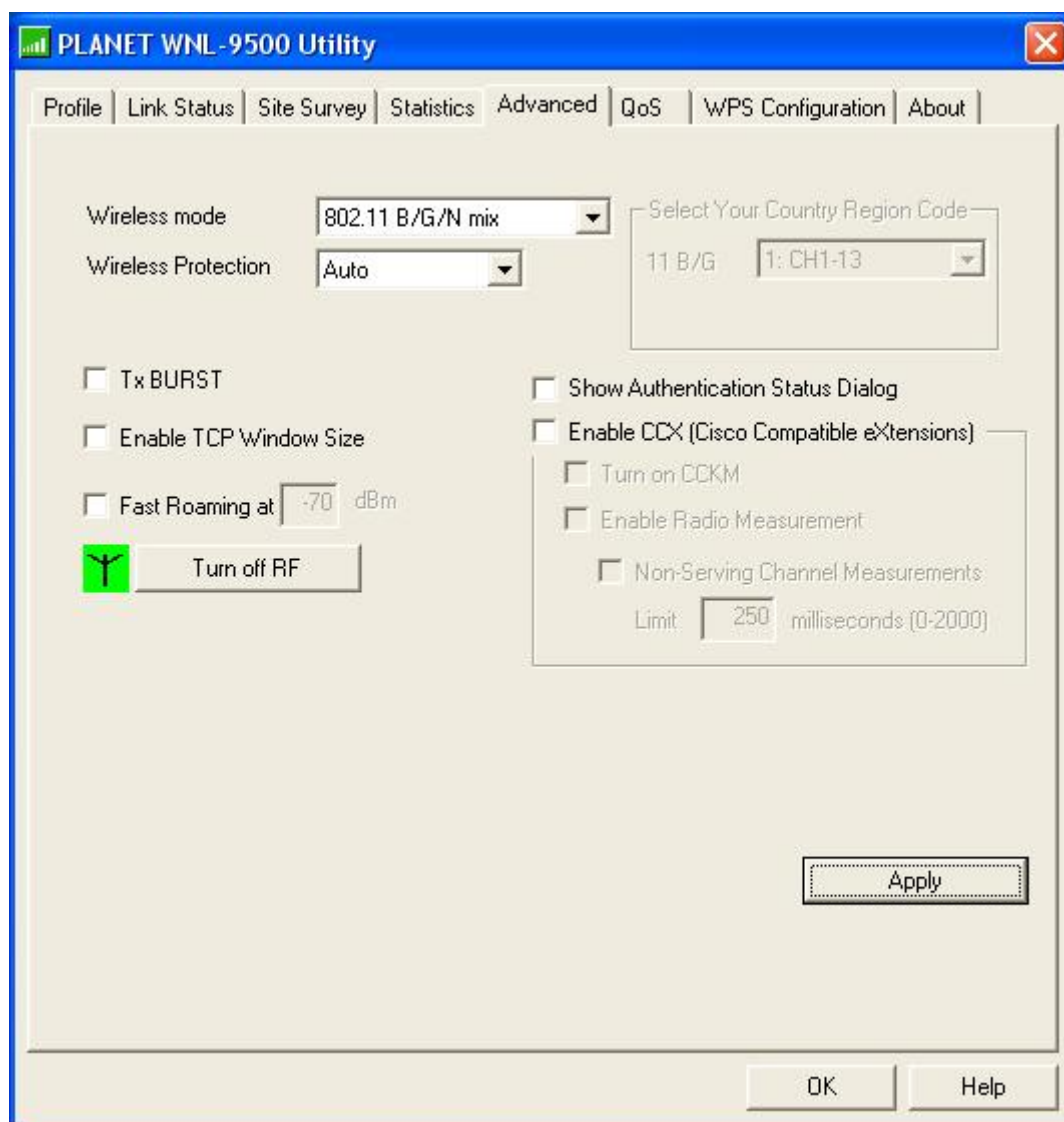 PLANET WNL-9500 Utility
Profile Link Status Site Survey Statistics Advanced QoS WPS Configuration About
Wireless mode 802.11 B/G/N mix
Wireless Protection Auto
Select Your Country Region Code
11 B/G 1: CH1-13
Tx BURST
Enable TCP Window Size
Fast Roaming at -70 dBm
Turn off RF
Show Authentication Status Dialog
Enable CCX (Cisco Compatible eXtensions)
Turn on CCKM
Enable Radio Measurement
Non-Serving Channel Measurements
Limit 250 milliseconds (0-2000)
Apply
OK Help